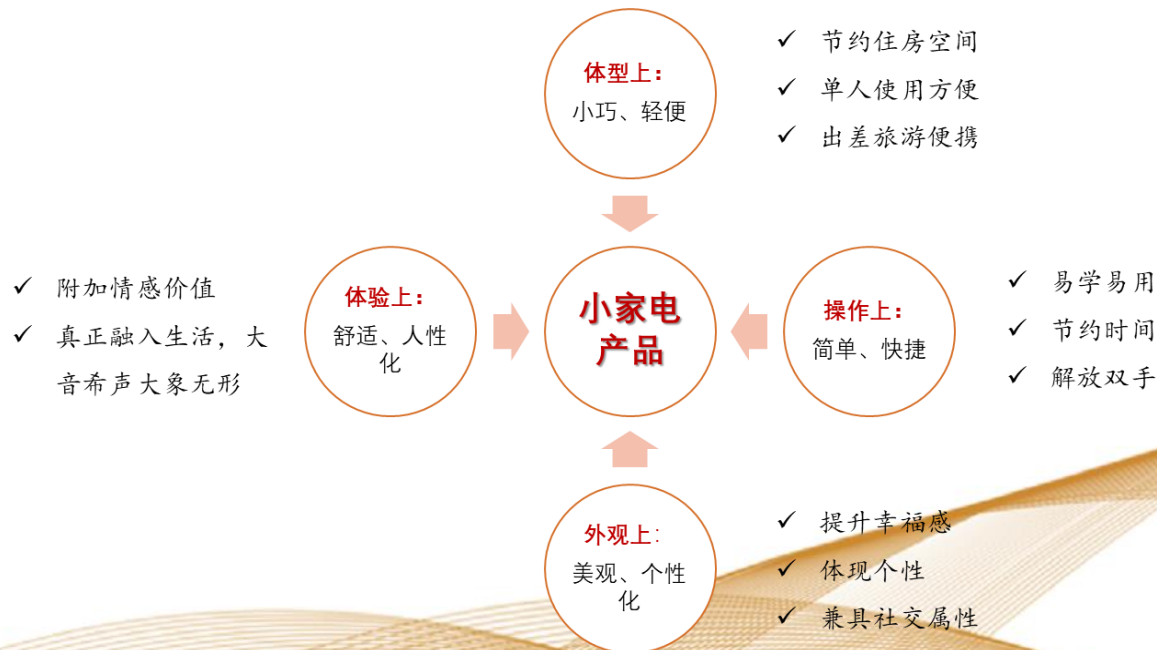 体型上：
小巧、轻便
节约住房空间
单人使用方便
出差旅游便携
附加情感价值
真正融入生活，大
音希声大象无形
体验上：
舒适、人性
化
小家电
产品
操作上：
简单、快捷
易学易用
节约时间
解放双手
外观上：
美观、个性
化
提升幸福感
体现个性
兼具社交属性